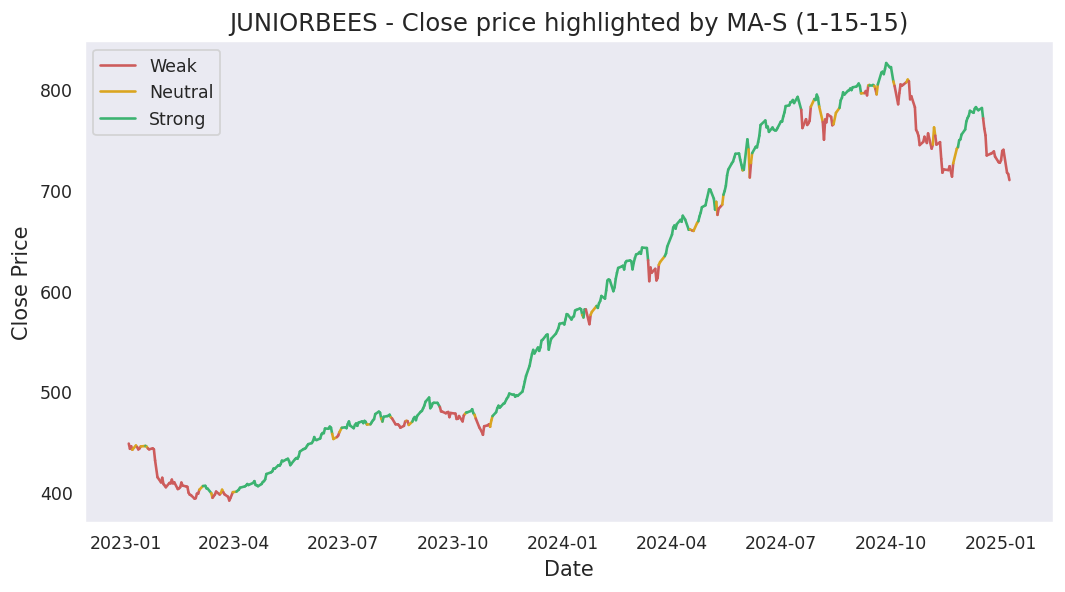 JUNIORBEES - Close price highlighted by MA-S (1-15-15)
Weak
Neutral
Strong
Close Price
800
700
600
500
400
2023-01 2023-04 2023-07 2023-10 2024-01 2024-04 2024-07 2024-10 2025-01
Date